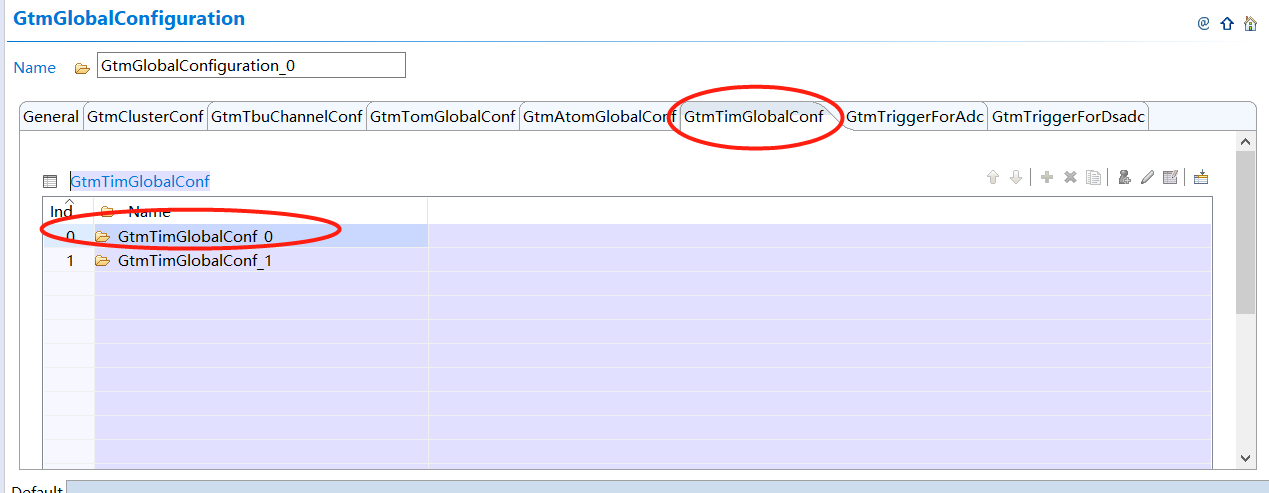 GtmGlobalConfiguration
@
Name GtmGlobalConfiguration_0
General GtmClusterConf GtmTbuChannelConf GtmTomGlobalConf GtmAtomGlobalConf GtmTimGlobalConf GtmTriggerForAdc GtmTriggerForDsadc
GtmTimGlobalConf
Ind Name
0 GtmTimGlobalConf_0
1 GtmTimGlobalConf_1
Default